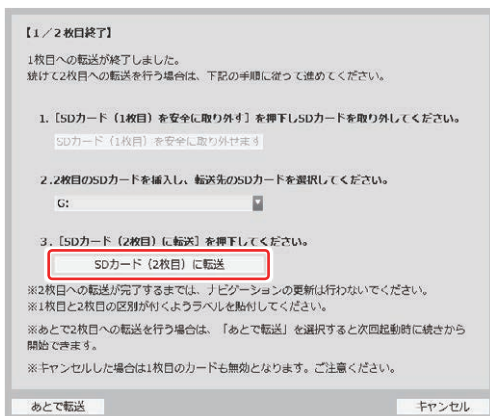 【1／2枚目終了】
1枚目への転送が終了しました。
続けて2枚目への転送を行う場合は、下記の手順に従って進めてください。
1.［SDカード（1枚目）を安全に取り外す］を押下しSDカードを取り外してください。
SDカード（1枚目）を安全に取り外せます
2.2枚目のSDカードを挿入し、転送先のSDカードを選択してください。
G:
3.［SDカード（2枚目）に転送］を押下してください。
SDカード（2枚目）に転送
※2枚目への転送が完了するまでは、ナビゲーションの更新は行わないでください。
※1枚目と2枚目の区別が付くようラベルを貼付してください。
※あとで2枚目への転送を行う場合は、「あとで転送」を選択すると次回起動時に続きから
開始できます。
※キャンセルした場合は1枚目のカードも無効となります。ご注意ください。
あとで転送
キャンセル